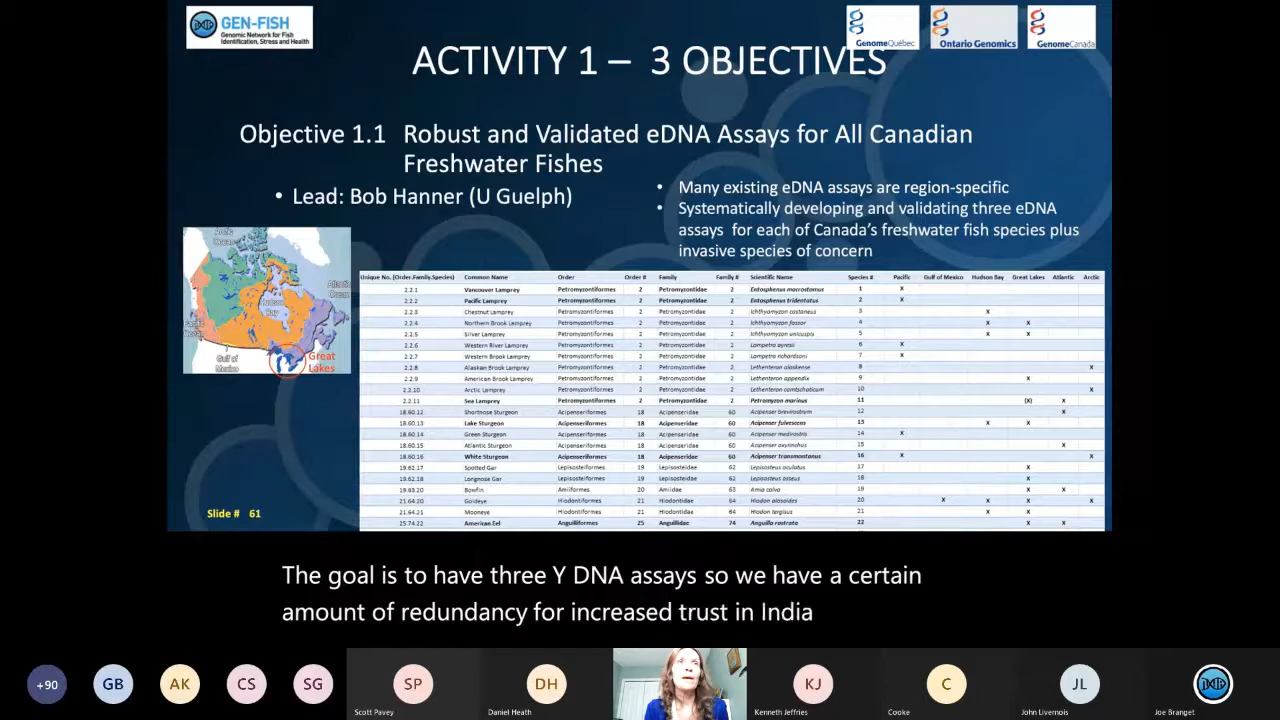 GEN-FISH
Genomic Network for Fish
Identification, Stress and Health
GenomeQuébec
Ontario Genomics
GenomeCanada
ACTIVITY 1 – 3 OBJECTIVES
Objective 1.1 Robust and Validated eDNA Assays for All Canadian
Freshwater Fishes
• Lead: Bob Hanner (U Guelph)
• Many existing eDNA assays are region-specific
• Systematically developing and validating three eDNA
assays for each of Canada's freshwater fish species plus
invasive species of concern
Arctic
Ocean
Atlantic
Ocean
Hudson
Bay
Pacific
Gulf of
Mexico
Great
Lakes
Unique No. (Order.Family.Species) Common Name Order Order # Family Family # Scientific Name Species # Pacific Gulf of Mexico Hudson Bay Great Lakes Atlantic Arctic
2.2.1 Vancouver Lamprey Petromyzontiformes 2 Petromyzontidae 2 Entosphenus macrostomus 1 X
2.2.2 Pacific Lamprey Petromyzontiformes 2 Petromyzontidae 2 Entosphenus tridentatus 2 X
2.2.3 Chestnut Lamprey Petromyzontiformes 2 Petromyzontidae 2 Ichthyomyzon castaneus 3 X
2.2.4 Northern Brook Lamprey Petromyzontiformes 2 Petromyzontidae 2 Ichthyomyzon fossor 4 X X
2.2.5 Silver Lamprey Petromyzontiformes 2 Petromyzontidae 2 Ichthyomyzon unicuspis 5 X X
2.2.6 Western River Lamprey Petromyzontiformes 2 Petromyzontidae 2 Lampetra ayresii 6 X
2.2.7 Western Brook Lamprey Petromyzontiformes 2 Petromyzontidae 2 Lampetra richardsoni 7 X
2.2.8 Alaskan Brook Lamprey Petromyzontiformes 2 Petromyzontidae 2 Lethenteron alaskense 8 X
2.2.9 American Brook Lamprey Petromyzontiformes 2 Petromyzontidae 2 Lethenteron appendix 9 X
2.2.10 Arctic Lamprey Petromyzontiformes 2 Petromyzontidae 2 Lethenteron camtschaticum 10 X
2.2.11 Sea Lamprey Petromyzontiformes 2 Petromyzontidae 2 Petromyzon marinus 11 (X) X
18.60.12 Shortnose Sturgeon Acipenseriformes 18 Acipenseridae 60 Acipenser brevirostrum 12 X
18.60.13 Lake Sturgeon Acipenseriformes 18 Acipenseridae 60 Acipenser fulvescens 13 X X
18.60.14 Green Sturgeon Acipenseriformes 18 Acipenseridae 60 Acipenser medirostris 14 X
18.60.15 Atlantic Sturgeon Acipenseriformes 18 Acipenseridae 60 Acipenser oxyrinchus 15 X
18.60.16 White Sturgeon Acipenseriformes 18 Acipenseridae 60 Acipenser transmontanus 16 X X
19.62.17 Spotted Gar Lepisosteiformes 19 Lepisosteidae 62 Lepisosteus oculatus 17 X
19.62.18 Longnose Gar Lepisosteiformes 19 Lepisosteidae 62 Lepisosteus osseus 18 X
19.63.20 Bowfin Amiiformes 20 Amiidae 63 Amia calva 19 X X
21.64.20 Goldeye Hiodontiformes 21 Hiodontidae 64 Hiodon alosoides 20 X X X X
21.64.21 Mooneye Hiodontiformes 21 Hiodontidae 64 Hiodon tergisus 21 X X
25.74.22 American Eel Anguilliformes 25 Anguillidae 74 Anguilla rostrata 22 X X
Slide # 61
The goal is to have three Y DNA assays so we have a certain
amount of redundancy for increased trust in India
+90
GB
AK
CS
SG
SP
Scott Pavey
DH
Daniel Heath
KJ
Kenneth Jeffries
C
Cooke
JL
John Livernois
Joe Branget